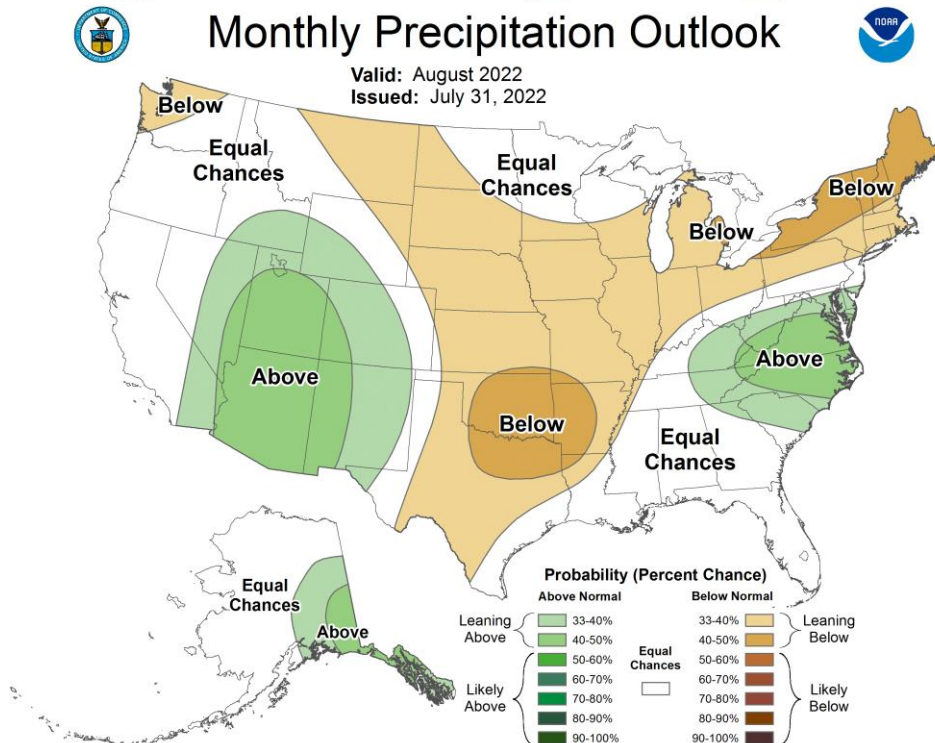 NOAA
Monthly Precipitation Outlook
Valid: August 2022
Issued: July 31, 2022
Below
Equal
Chances
Equal
Chances
Below
Below
Above
Above
Below
Equal
Chances
Equal
Chances
Above
Probability (Percent Chance)
Above Normal
Below Normal
Leaning
Above
33-40%
40-50%
Likely
Above
50-60%
60-70%
70-80%
80-90%
90-100%
Equal
Chances
33-40%
40-50%
Leaning
Below
50-60%
60-70%
70-80%
80-90%
90-100%
Likely
Below